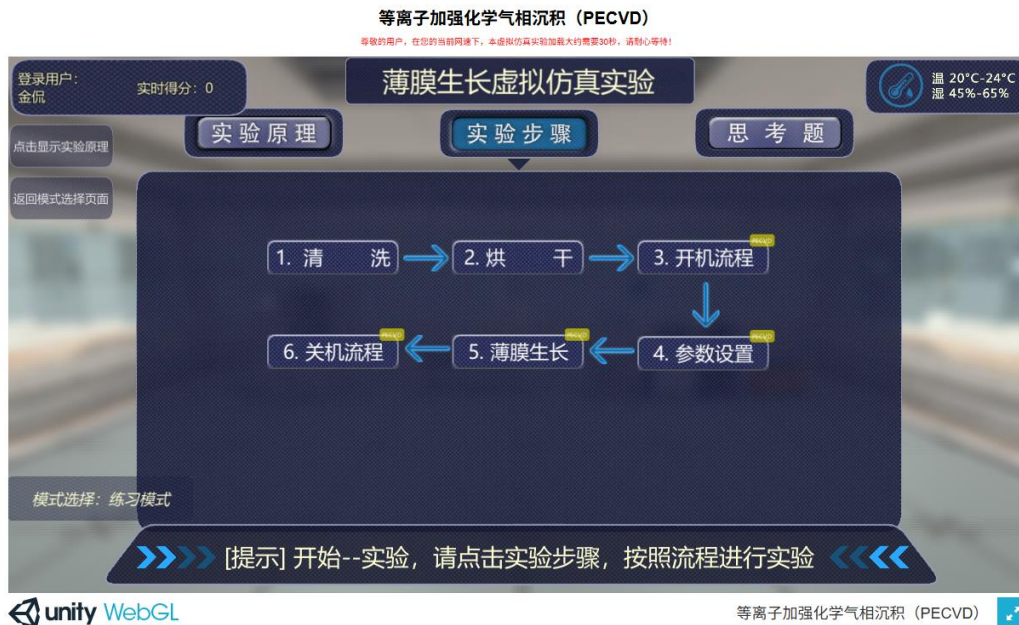 等离子加强化学气相沉积（PECVD）
尊敬的用户，在您的当前网速下，本虚拟仿真实验加载大约需要30秒，请耐心等待！
登录用户：
金侃
实时得分：0
薄膜生长虚拟仿真实验
温 20°C-24°C
湿 45%-65%
实验原理
实验步骤
思考题
点击显示实验原理
返回模式选择页面
1. 清 洗
2. 烘 干
3. 开机流程
PECVD
6. 关机流程
PECVD
5. 薄膜生长
PECVD
4. 参数设置
PECVD
模式选择：练习模式
[提示] 开始--实验，请点击实验步骤，按照流程进行实验
unity WebGL
等离子加强化学气相沉积（PECVD）